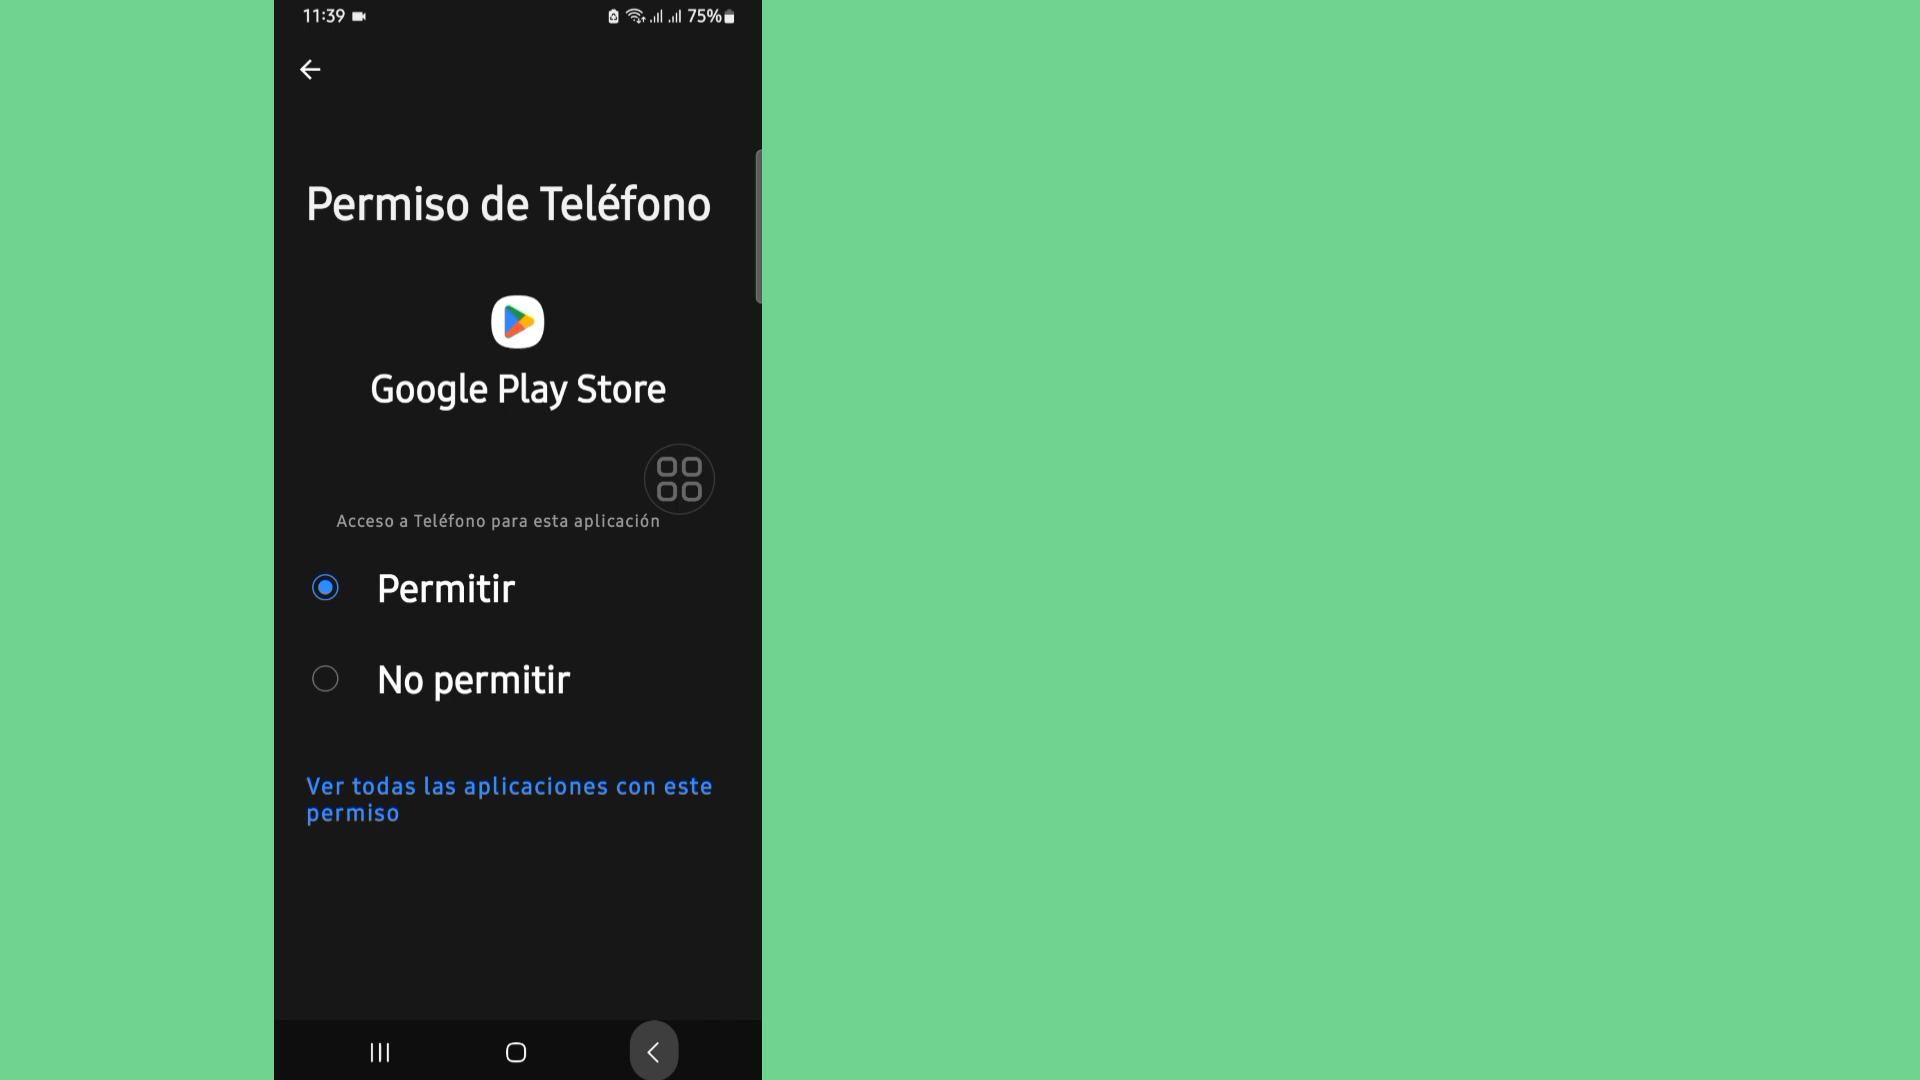 11:39
75%
Permiso de Teléfono
Google Play Store
Acceso a Teléfono para esta aplicación
Permitir
No permitir
Ver todas las aplicaciones con este
permiso